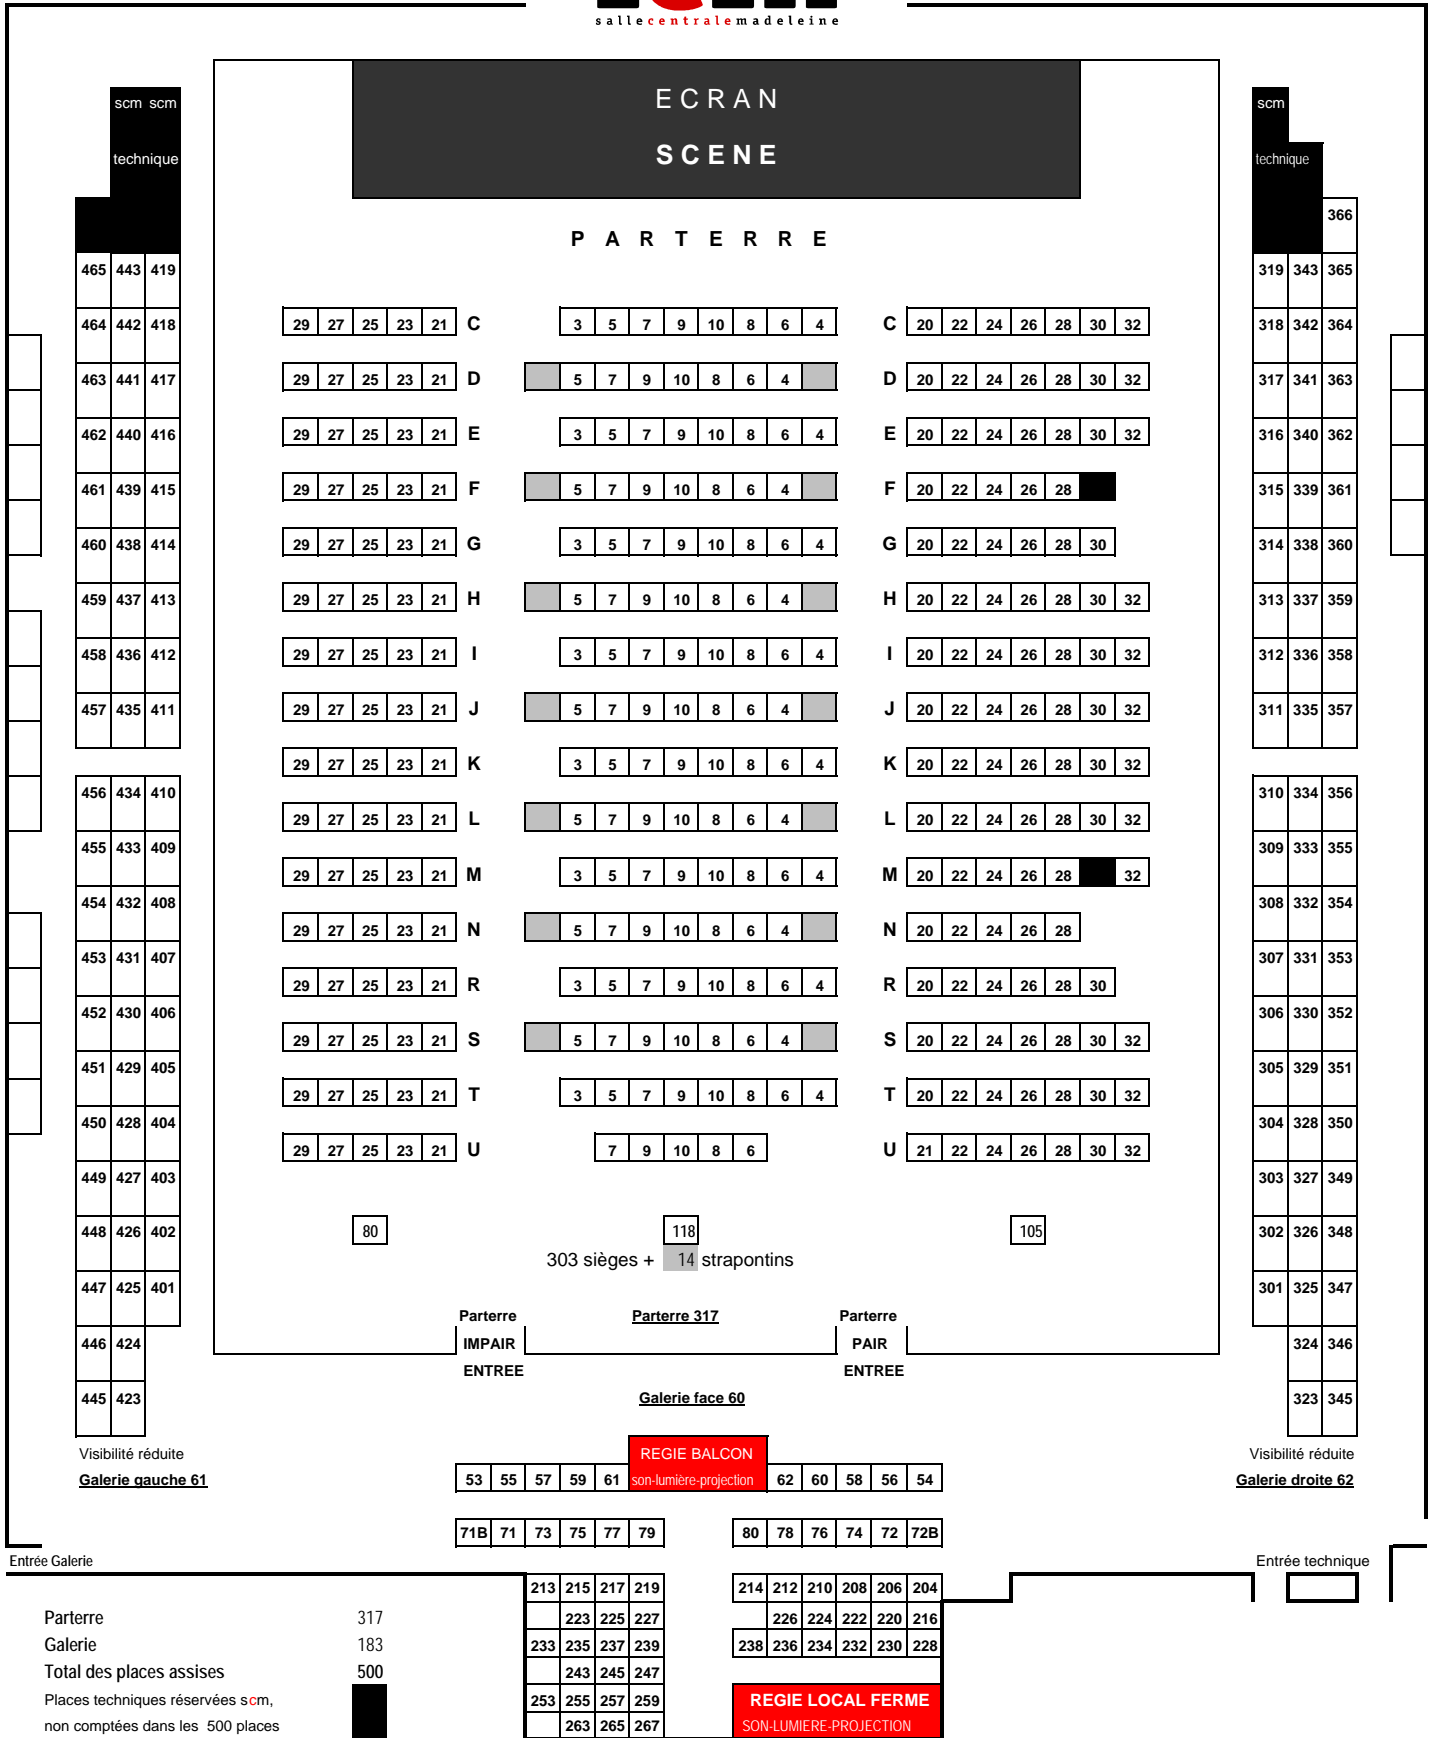 sallecentralemadeleine
ECRAN
SCENE
PARTERRE
scm scm
technique
scm
technique
366
465 443 419
319 343 365
464 442 418
29 27 25 23 21 C 3 5 7 9 10 8 6 4 C 20 22 24 26 28 30 32
318 342 364
463 441 417
29 27 25 23 21 D 5 7 9 10 8 6 4 D 20 22 24 26 28 30 32
317 341 363
462 440 416
29 27 25 23 21 E 3 5 7 9 10 8 6 4 E 20 22 24 26 28 30 32
316 340 362
461 439 415
29 27 25 23 21 F 5 7 9 10 8 6 4 F 20 22 24 26 28
315 339 361
460 438 414
29 27 25 23 21 G 3 5 7 9 10 8 6 4 G 20 22 24 26 28 30
314 338 360
459 437 413
29 27 25 23 21 H 5 7 9 10 8 6 4 H 20 22 24 26 28 30 32
313 337 359
458 436 412
29 27 25 23 21 I 3 5 7 9 10 8 6 4 I 20 22 24 26 28 30 32
312 336 358
457 435 411
29 27 25 23 21 J 5 7 9 10 8 6 4 J 20 22 24 26 28 30 32
311 335 357
29 27 25 23 21 K 3 5 7 9 10 8 6 4 K 20 22 24 26 28 30 32
456 434 410
310 334 356
29 27 25 23 21 L 5 7 9 10 8 6 4 L 20 22 24 26 28 30 32
455 433 409
309 333 355
29 27 25 23 21 M 3 5 7 9 10 8 6 4 M 20 22 24 26 28 32
454 432 408
308 332 354
29 27 25 23 21 N 5 7 9 10 8 6 4 N 20 22 24 26 28
453 431 407
307 331 353
29 27 25 23 21 R 3 5 7 9 10 8 6 4 R 20 22 24 26 28 30
452 430 406
306 330 352
29 27 25 23 21 S 5 7 9 10 8 6 4 S 20 22 24 26 28 30 32
451 429 405
305 329 351
29 27 25 23 21 T 3 5 7 9 10 8 6 4 T 20 22 24 26 28 30 32
450 428 404
304 328 350
29 27 25 23 21 U 7 9 10 8 6 U 21 22 24 26 28 30 32
449 427 403
303 327 349
448 426 402
80 118 105
302 326 348
303 sièges + 14 strapontins
447 425 401
301 325 347
Parterre
IMPAIR
ENTREE
Parterre 317
Parterre
PAIR
ENTREE
446 424
324 346
445 423
323 345
Galerie face 60
Visibilité réduite
Galerie gauche 61
Visibilité réduite
Galerie droite 62
REGIE BALCON
son-lumière-projection
53 55 57 59 61 62 60 58 56 54
71B 71 73 75 77 79 80 78 76 74 72 72B
Entrée Galerie
Entrée technique
213 215 217 219 214 212 210 208 206 204
223 225 227 226 224 222 220 216
233 235 237 239 238 236 234 232 230 228
243 245 247
253 255 257 259
263 265 267
REGIE LOCAL FERME
SON-LUMIERE-PROJECTION
Parterre 317
Galerie 183
Total des places assises 500
Places techniques réservées scm,
non comptées dans les 500 places